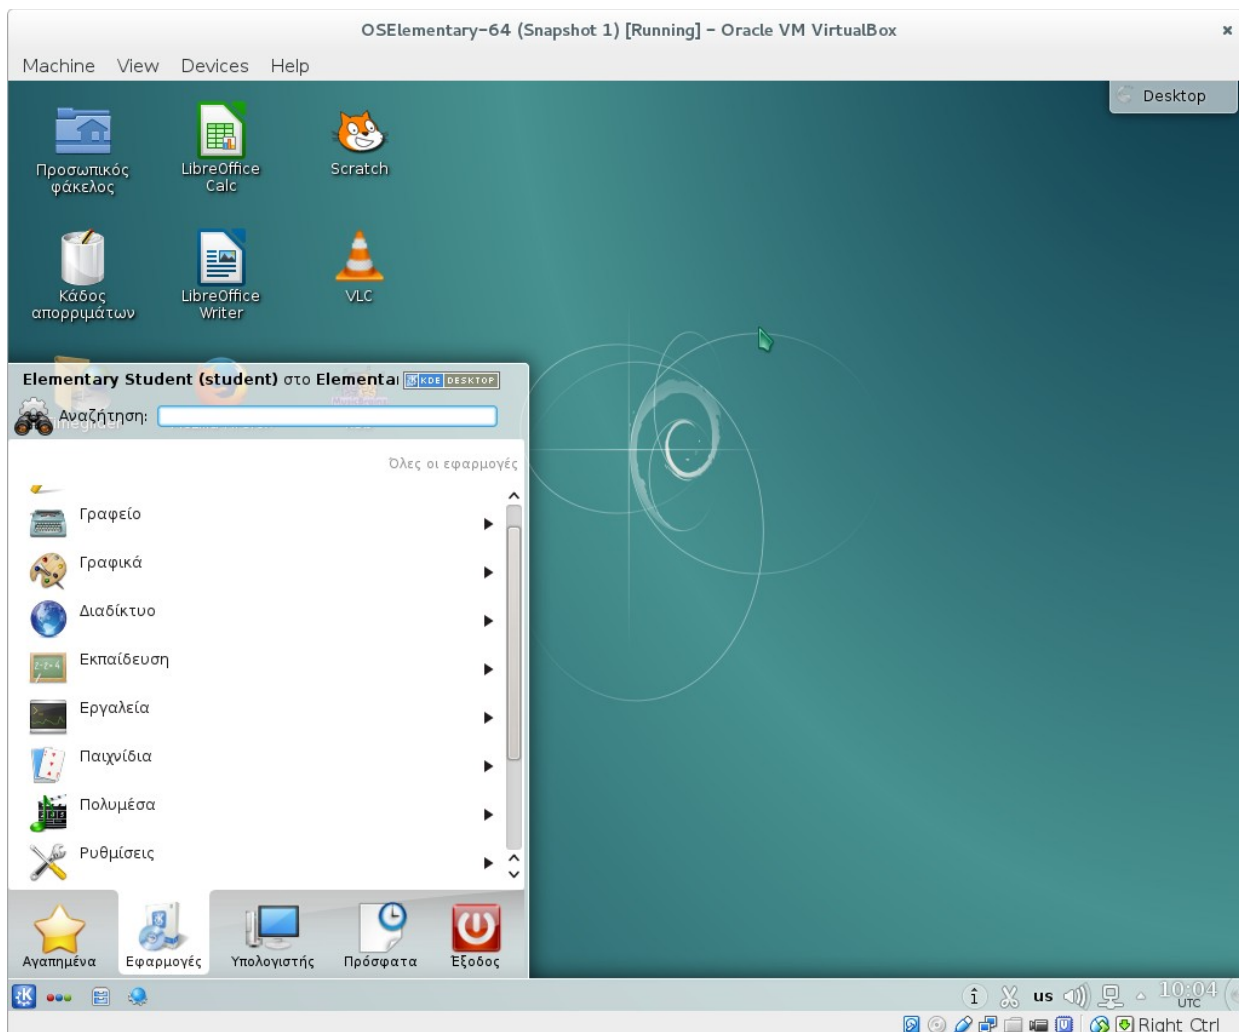 OSElementary-64 (Snapshot 1) [Running] - Oracle VM VirtualBox
Machine View Devices Help
Desktop
Προσωπικός
φάκελος
LibreOffice
Calc
Scratch
Κάδος
απορριμάτων
LibreOffice
Writer
VLC
Elementary Student (student) στο Elementa
KDE DESKTOP
Αναζήτηση:
Όλες οι εφαρμογές
Γραφείο
Γραφικά
Διαδίκτυο
Εκπαίδευση
Εργαλεία
Παιχνίδια
Πολυμέσα
Ρυθμίσεις
Αγαπημένα Εφαρμογές Υπολογιστής Πρόσφατα Έξοδος
us
10:04
UTC
Right Ctrl